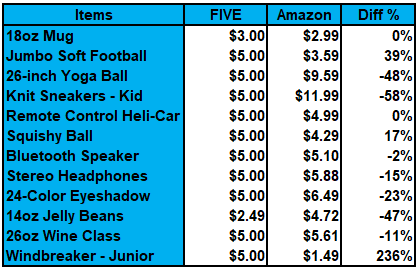 Items FIVE Amazon Diff %
18oz Mug $3.00 $2.99 0%
Jumbo Soft Football $5.00 $3.59 39%
26-inch Yoga Ball $5.00 $9.59 -48%
Knit Sneakers - Kid $5.00 $11.99 -58%
Remote Control Heli-Car $5.00 $4.99 0%
Squishy Ball $5.00 $4.29 17%
Bluetooth Speaker $5.00 $5.10 -2%
Stereo Headphones $5.00 $5.88 -15%
24-Color Eyeshadow $5.00 $6.49 -23%
14oz Jelly Beans $2.49 $4.72 -47%
26oz Wine Class $5.00 $5.61 -11%
Windbreaker - Junior $5.00 $1.49 236%